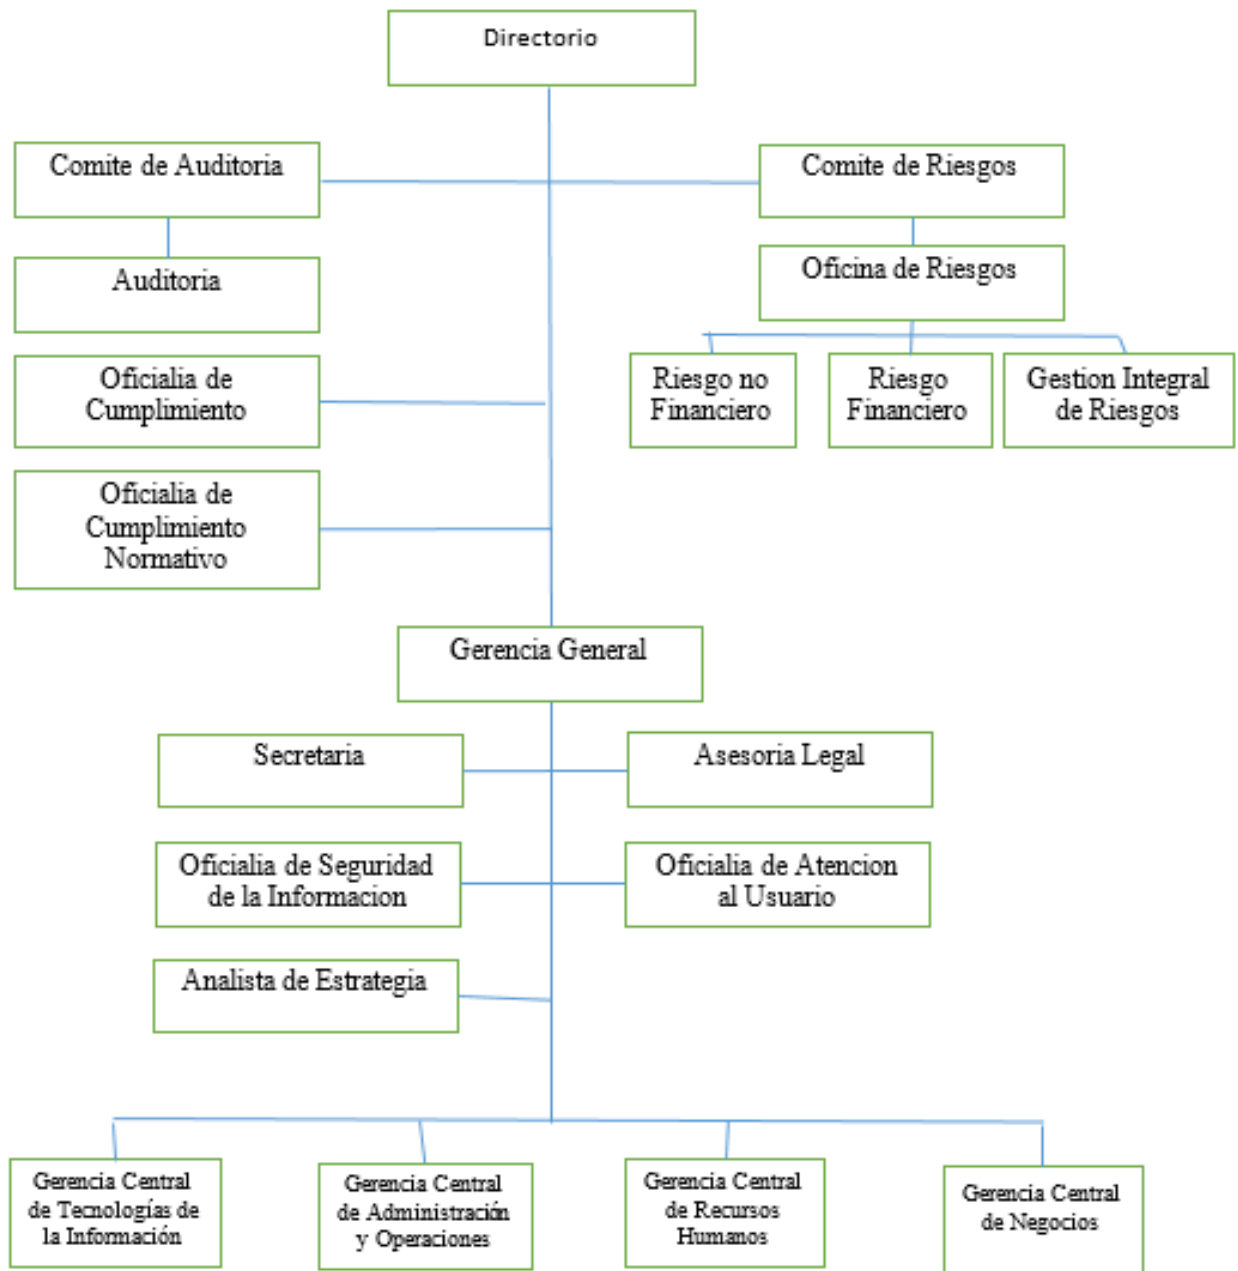 Directorio
Comite de Auditoria
Comite de Riesgos
Auditoria
Oficina de Riesgos
Oficialia de
Cumplimiento
Riesgo no
Financiero
Riesgo
Financiero
Gestion Integral
de Riesgos
Oficialia de
Cumplimiento
Normativo
Gerencia General
Secretaria
Asesoria Legal
Oficialia de Seguridad
de la Informacion
Oficialia de Atencion
al Usuario
Analista de Estrategia
Gerencia Central
de Tecnologías de
la Información
Gerencia Central
de Administración
y Operaciones
Gerencia Central
de Recursos
Humanos
Gerencia Central
de Negocios